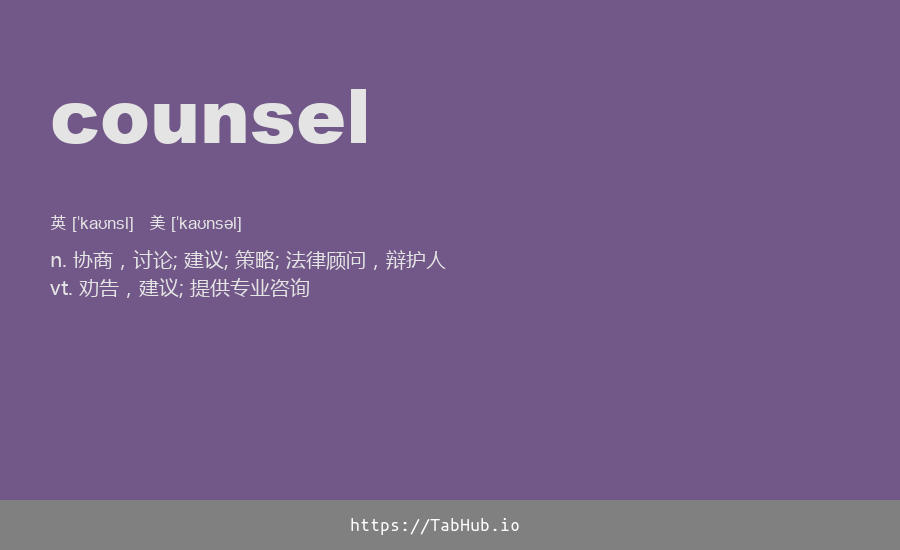 counsel
英 ['kaʊnsl] 美 ['kaʊnsəl]
n. 协商，讨论; 建议; 策略; 法律顾问，辩护人
vt. 劝告，建议; 提供专业咨询
https://TabHub.io